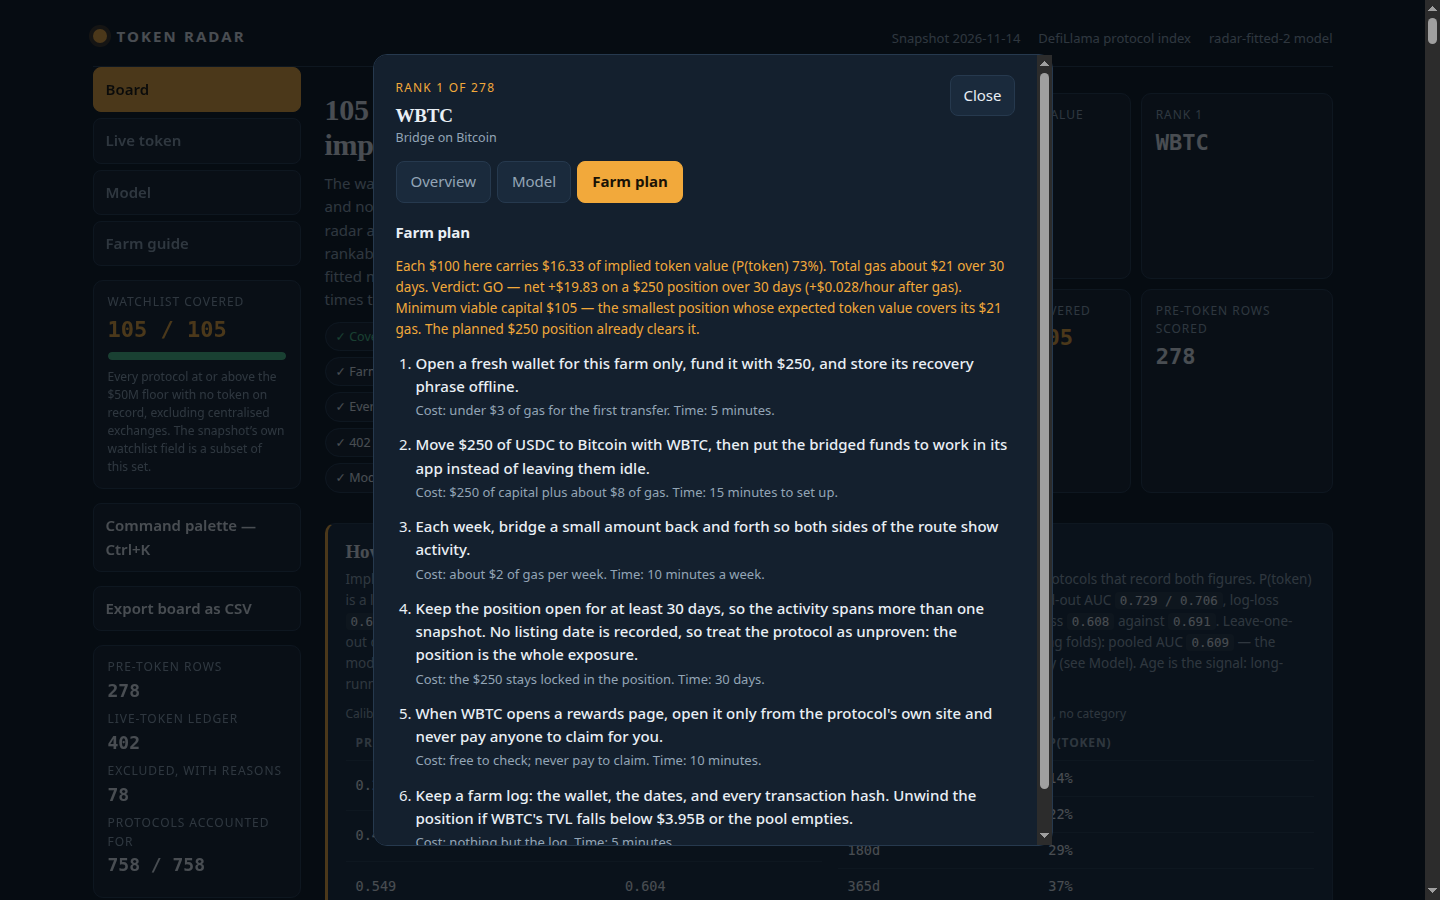 TOKEN RADAR
Snapshot 2026-11-14 DefiLlama protocol index radar-fitted-2 model
Board
Live token
Model
Farm guide
WATCHLIST COVERED
105 / 105
Every protocol at or above the
$50M floor with no token on
record, excluding centralised
exchanges. The snapshot's own
watchlist field is a subset of
this set.
Command palette —
Ctrl+K
Export board as CSV
PRE-TOKEN ROWS
278
LIVE-TOKEN LEDGER
402
EXCLUDED, WITH REASONS
78
PROTOCOLS ACCOUNTED
FOR
758 / 758
105
The
and no
radar
fitted
times
✓
✓
✓
✓ 402
✓
RANK 1 OF 278
WBTC
Bridge on Bitcoin
Close
Overview
Model
Farm plan
Farm plan
Each $100 here carries $16.33 of implied token value (P(token) 73%). Total gas about $21 over 30
days. Verdict: GO — net +$19.83 on a $250 position over 30 days (+$0.028/hour after gas).
Minimum viable capital $105 — the smallest position whose expected token value covers its $21
gas. The planned $250 position already clears it.
1. Open a fresh wallet for this farm only, fund it with $250, and store its recovery
phrase offline.
Cost: under $3 of gas for the first transfer. Time: 5 minutes.
2. Move $250 of USDC to Bitcoin with WBTC, then put the bridged funds to work in its
app instead of leaving them idle.
Cost: $250 of capital plus about $8 of gas. Time: 15 minutes to set up.
3. Each week, bridge a small amount back and forth so both sides of the route show
activity.
Cost: about $2 of gas per week. Time: 10 minutes a week.
4. Keep the position open for at least 30 days, so the activity spans more than one
snapshot. No listing date is recorded, so treat the protocol as unproven: the
position is the whole exposure.
Cost: the $250 stays locked in the position. Time: 30 days.
5. When WBTC opens a rewards page, open it only from the protocol's own site and
never pay anyone to claim for you.
Cost: free to check; never pay to claim. Time: 10 minutes.
6. Keep a farm log: the wallet, the dates, and every transaction hash. Unwind the
position if WBTC's TVL falls below $3.95B or the pool empties.
Cost: nothing but the log. Time: 5 minutes.
RANK 1
WBTC
PRE-TOKEN ROWS
SCORED
278
is a
out
otocols that record both figures. P(token)
-out AUC 0.729 / 0.706, log-loss
0.608 against 0.691. Leave-one-
folds): pooled AUC 0.609 — the
(see Model). Age is the signal: long-
no category
P(TOKEN)
14%
22%
180d 29%
0.549 0.604 365d 37%